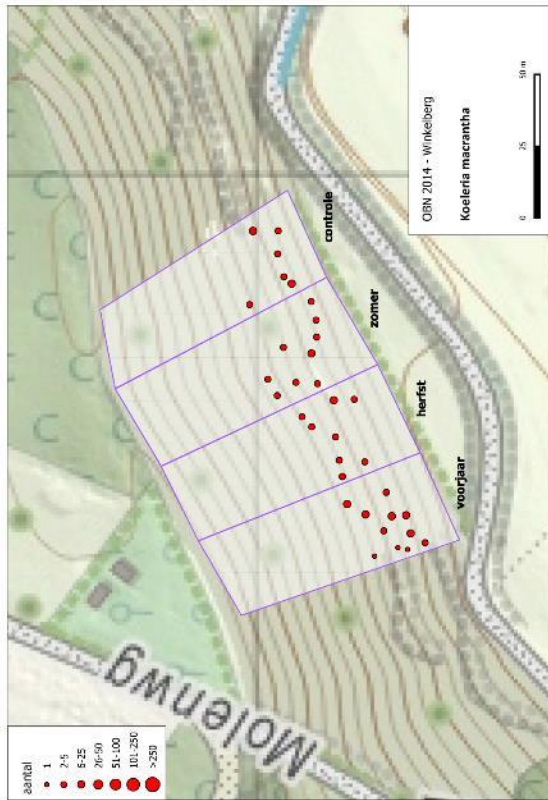 aantal
1
2-5
6-25
26-50
51-100
101-250
>250
Molenwg
voorjaar
herfst
zomer
controle
OBN 2014 - Winkelberg
Koeleria macrantha
0 25 50 m